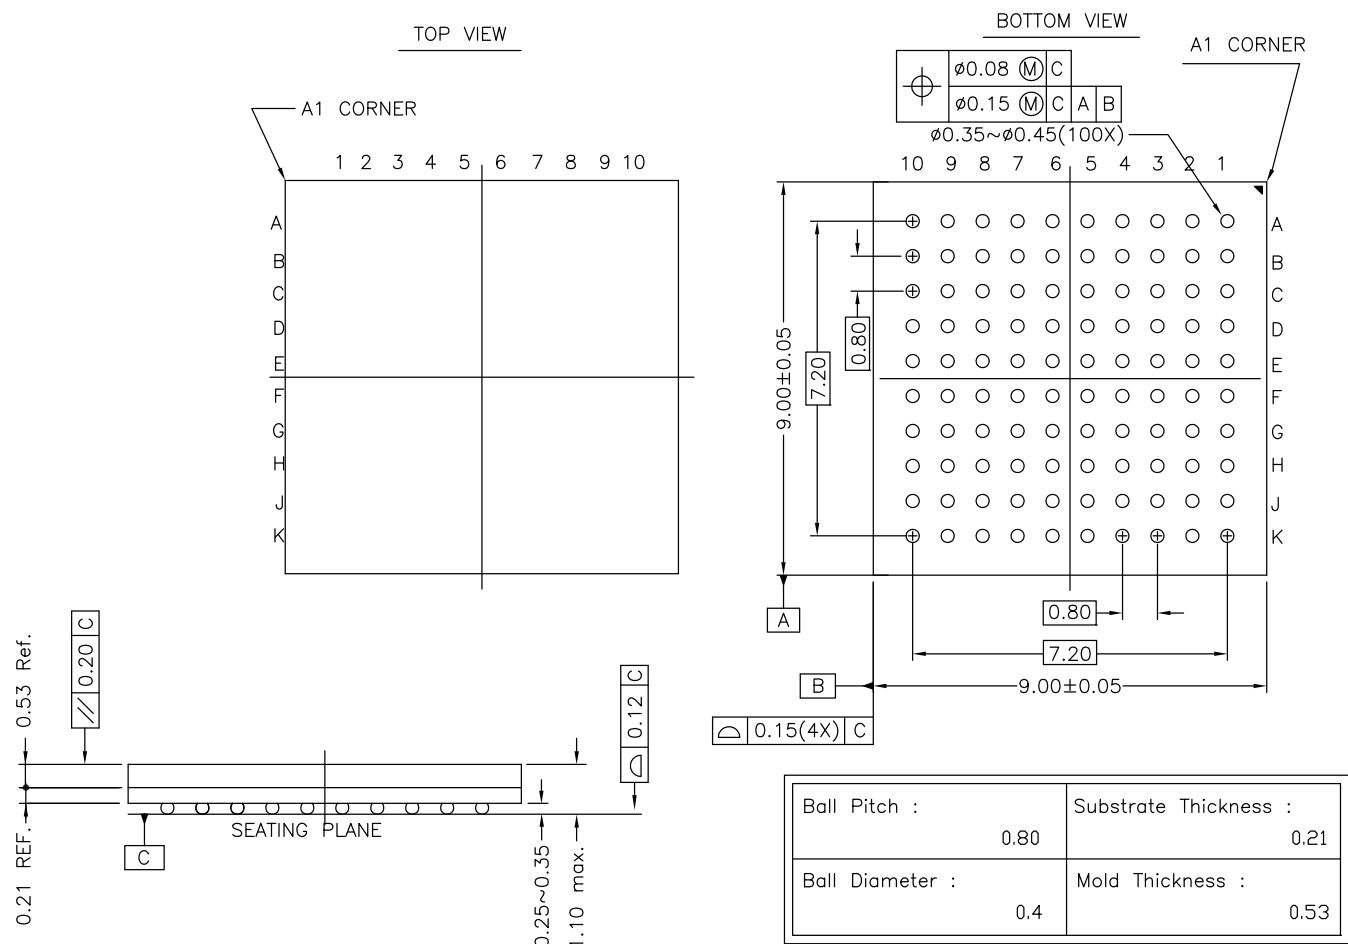 TOP VIEW
A1 CORNER
1 2 3 4 5 6 7 8 9 10
A
B
C
D
E
F
G
H
J
K
BOTTOM VIEW
A1 CORNER
⌀0.08 Ⓜ C
⌀0.15 Ⓜ C A B
⌀0.35~⌀0.45(100X)
10 9 8 7 6 5 4 3 2 1
A
B
C
D
E
F
G
H
J
K
9.00±0.05
7.20
0.80
A
0.80
7.20
B
9.00±0.05
0.15(4X) C
0.53 Ref.
0.21 REF.
// 0.20 C
0.12 C
SEATING PLANE
C
0.25~0.35
1.10 max.
Ball Pitch :
0.80
Substrate Thickness :
0.21
Ball Diameter :
0.4
Mold Thickness :
0.53